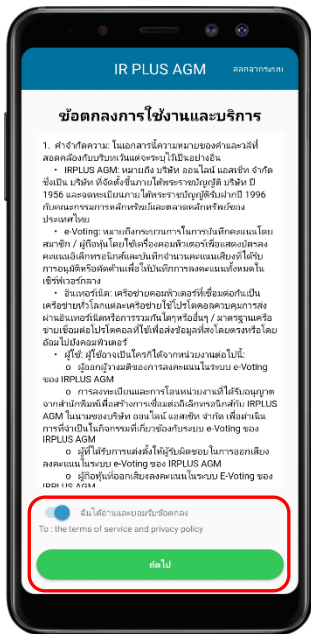 IR PLUS AGM
ออกจากระบบ
ข้อตกลงการใช้งานและบริการ
1. คำจำกัดความ: ในเอกสารนี้ความหมายของคำและวลีที่
สอดคล้องกับบริบทเว้นแต่จะระบุไว้เป็นอย่างอื่น
• IRPLUS AGM: หมายถึง บริษัท ออนไลน์ แอสเซ็ท จำกัด
ซึ่งเป็น บริษัท ที่จัดตั้งขึ้นภายใต้พระราชบัญญัติ บริษัท ปี
1956 และจดทะเบียนภายใต้พระราชบัญญัติรับฝากปี 1996
กับคณะกรรมการหลักทรัพย์และตลาดหลักทรัพย์ของ
ประเทศไทย
• e-Voting: หมายถึงกระบวนการในการบันทึกคะแนนโดย
สมาชิก / ผู้ถือหุ้นโดยใช้เครื่องคอมพิวเตอร์เพื่อแสดงบัตรลง
คะแนนอิเล็กทรอนิกส์และบันทึกจำนวนคะแนนเสียงที่ได้รับ
การอนุมัติหรือคัดค้านเพื่อให้บันทึกการลงคะแนนทั้งหมดใน
เซิร์ฟเวอร์กลาง
• อินเทอร์เน็ต: เครือข่ายคอมพิวเตอร์ที่เชื่อมต่อกันเป็น
เครือข่ายทั่วโลกแต่ละเครือข่ายใช้โปรโตคอลควบคุมการส่ง
ผ่านอินเทอร์เน็ตหรือการรวมกันใดๆหรืออื่นๆ / มาตรฐานเครือ
ข่ายเชื่อมต่อโปรโตคอลที่ใช้เพื่อส่งข้อมูลที่ส่งโดยตรงหรือโดย
อ้อมไปยังคอมพิวเตอร์
• ผู้ใช้: ผู้ใช้อาจเป็นใครก็ได้จากหน่วยงานต่อไปนี้:
o ผู้ออกผู้วางมติของการลงคะแนนในระบบ e-Voting
ของ IRPLUS AGM
o การลงทะเบียนและการโอนหน่วยงานที่ได้รับอนุญาต
จากสำนักพิมพ์เพื่อสร้างการเชื่อมต่ออิเล็กทรอนิกส์กับ IRPLUS
AGM ในนามของบริษัท ออนไลน์ แอสเซ็ท จำกัด เพื่อดำเนิน
การที่จำเป็นในกิจกรรมที่เกี่ยวข้องกับระบบ e-Voting ของ
IRPLUS AGM
o ผู้ที่ได้รับการแต่งตั้งให้ผู้รับผิดชอบในการออกเสียง
ลงคะแนนในระบบ e-Voting ของ IRPLUS AGM
o ผู้ถือหุ้นที่ออกเสียงลงคะแนนในระบบ E-Voting ของ
IRPLUS AGM
ฉันได้อ่านและยอมรับข้อตกลง
To : the terms of service and privacy policy
ถัดไป